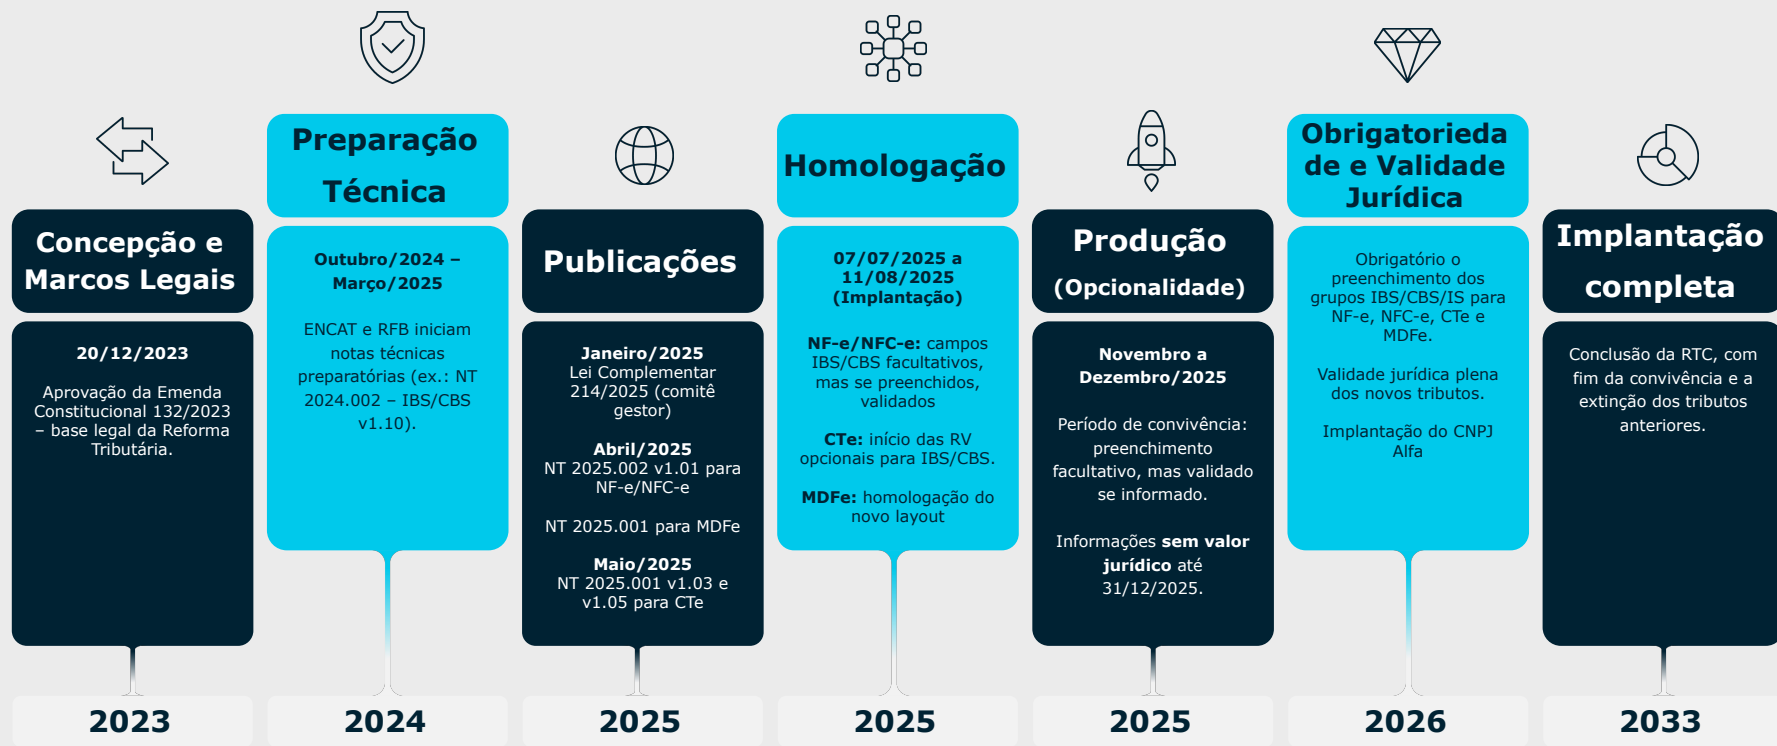 Concepção e
Marcos Legais
20/12/2023
Aprovação da Emenda
Constitucional 132/2023
– base legal da Reforma
Tributária.
2023
Preparação
Técnica
Outubro/2024 –
Março/2025
ENCAT e RFB iniciam
notas técnicas
preparatórias (ex.: NT
2024.002 – IBS/CBS
v1.10).
2024
Publicações
Janeiro/2025
Lei Complementar
214/2025 (comitê
gestor)
Abril/2025
NT 2025.002 v1.01 para
NF-e/NFC-e
NT 2025.001 para MDFe
Maio/2025
NT 2025.001 v1.03 e
v1.05 para CTe
2025
Homologação
07/07/2025 a
11/08/2025
(Implantação)
NF-e/NFC-e: campos
IBS/CBS facultativos,
mas se preenchidos,
validados
CTe: início das RV
opcionais para IBS/CBS.
MDFe: homologação do
novo layout
2025
Produção
(Opcionalidade)
Novembro a
Dezembro/2025
Período de convivência:
preenchimento
facultativo, mas validado
se informado.
Informações sem valor
jurídico até
31/12/2025.
2025
Obrigatorieda
de e Validade
Jurídica
Obrigatório o
preenchimento dos
grupos IBS/CBS/IS para
NF-e, NFC-e, CTe e
MDFe.
Validade jurídica plena
dos novos tributos.
Implantação do CNPJ
Alfa
2026
Implantação
completa
Conclusão da RTC, com
fim da convivência e a
extinção dos tributos
anteriores.
2033